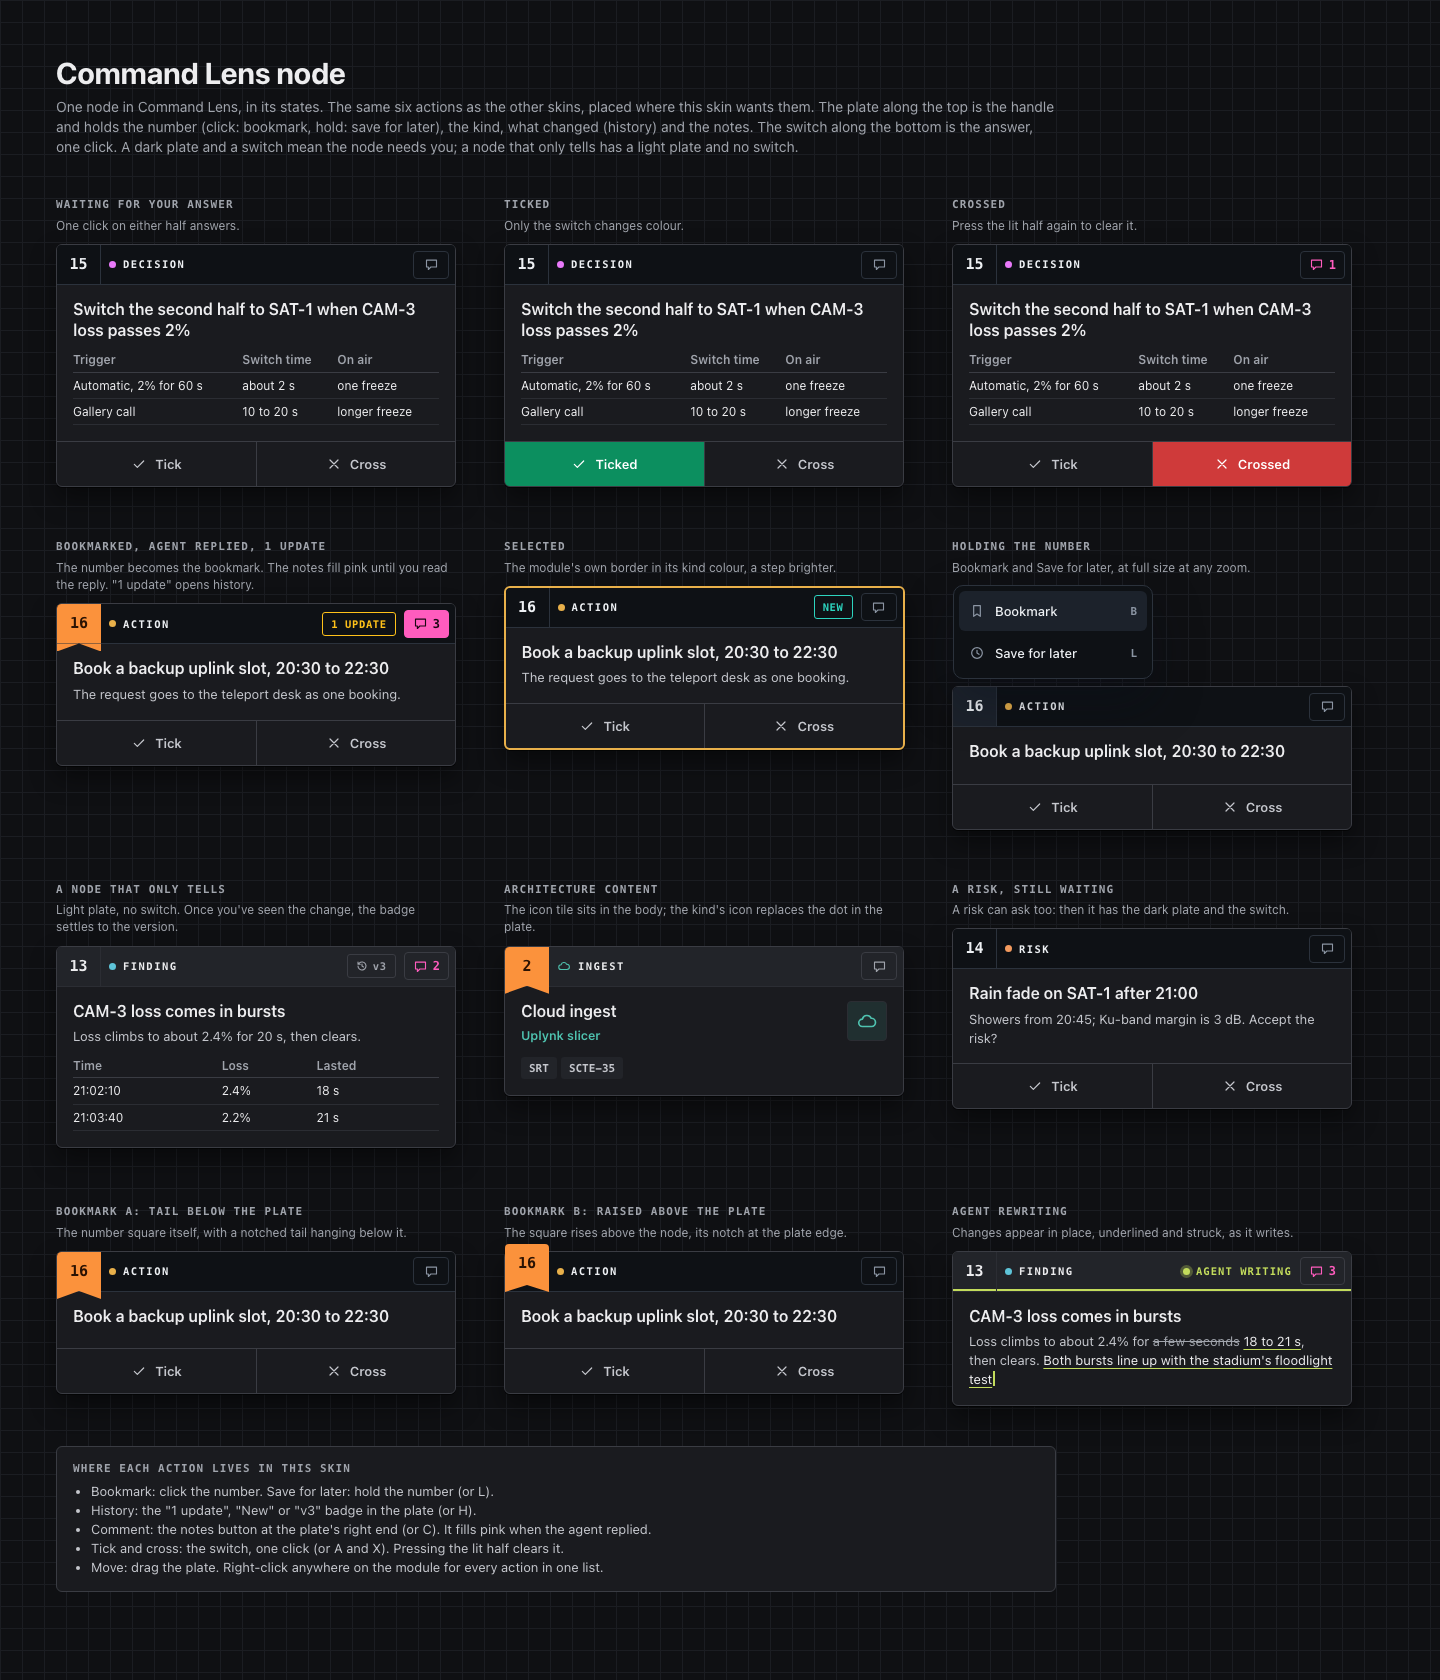 Command Lens node
One node in Command Lens, in its states. The same six actions as the other skins, placed where this skin wants them. The plate along the top is the handle
and holds the number (click: bookmark, hold: save for later), the kind, what changed (history) and the notes. The switch along the bottom is the answer,
one click. A dark plate and a switch mean the node needs you; a node that only tells has a light plate and no switch.
WAITING FOR YOUR ANSWER
One click on either half answers.
15 DECISION
Switch the second half to SAT-1 when CAM-3
loss passes 2%
Trigger Switch time On air
Automatic, 2% for 60 s about 2 s one freeze
Gallery call 10 to 20 s longer freeze
Tick Cross
TICKED
Only the switch changes colour.
15 DECISION
Switch the second half to SAT-1 when CAM-3
loss passes 2%
Trigger Switch time On air
Automatic, 2% for 60 s about 2 s one freeze
Gallery call 10 to 20 s longer freeze
Ticked Cross
CROSSED
Press the lit half again to clear it.
15 DECISION 1
Switch the second half to SAT-1 when CAM-3
loss passes 2%
Trigger Switch time On air
Automatic, 2% for 60 s about 2 s one freeze
Gallery call 10 to 20 s longer freeze
Tick Crossed
BOOKMARKED, AGENT REPLIED, 1 UPDATE
The number becomes the bookmark. The notes fill pink until you read
the reply. "1 update" opens history.
16 ACTION 1 UPDATE 3
Book a backup uplink slot, 20:30 to 22:30
The request goes to the teleport desk as one booking.
Tick Cross
SELECTED
The module's own border in its kind colour, a step brighter.
16 ACTION NEW
Book a backup uplink slot, 20:30 to 22:30
The request goes to the teleport desk as one booking.
Tick Cross
HOLDING THE NUMBER
Bookmark and Save for later, at full size at any zoom.
Bookmark B
Save for later L
16 ACTION
Book a backup uplink slot, 20:30 to 22:30
Tick Cross
A NODE THAT ONLY TELLS
Light plate, no switch. Once you've seen the change, the badge
settles to the version.
13 FINDING v3 2
CAM-3 loss comes in bursts
Loss climbs to about 2.4% for 20 s, then clears.
Time Loss Lasted
21:02:10 2.4% 18 s
21:03:40 2.2% 21 s
ARCHITECTURE CONTENT
The icon tile sits in the body; the kind's icon replaces the dot in the
plate.
2 INGEST
Cloud ingest
Uplynk slicer
SRT SCTE-35
A RISK, STILL WAITING
A risk can ask too: then it has the dark plate and the switch.
14 RISK
Rain fade on SAT-1 after 21:00
Showers from 20:45; Ku-band margin is 3 dB. Accept the
risk?
Tick Cross
BOOKMARK A: TAIL BELOW THE PLATE
The number square itself, with a notched tail hanging below it.
16 ACTION
Book a backup uplink slot, 20:30 to 22:30
Tick Cross
BOOKMARK B: RAISED ABOVE THE PLATE
The square rises above the node, its notch at the plate edge.
16 ACTION
Book a backup uplink slot, 20:30 to 22:30
Tick Cross
AGENT REWRITING
Changes appear in place, underlined and struck, as it writes.
13 FINDING AGENT WRITING 3
CAM-3 loss comes in bursts
Loss climbs to about 2.4% for a few seconds 18 to 21 s,
then clears. Both bursts line up with the stadium's floodlight
test
WHERE EACH ACTION LIVES IN THIS SKIN
• Bookmark: click the number. Save for later: hold the number (or L).
• History: the "1 update", "New" or "v3" badge in the plate (or H).
• Comment: the notes button at the plate's right end (or C). It fills pink when the agent replied.
• Tick and cross: the switch, one click (or A and X). Pressing the lit half clears it.
• Move: drag the plate. Right-click anywhere on the module for every action in one list.